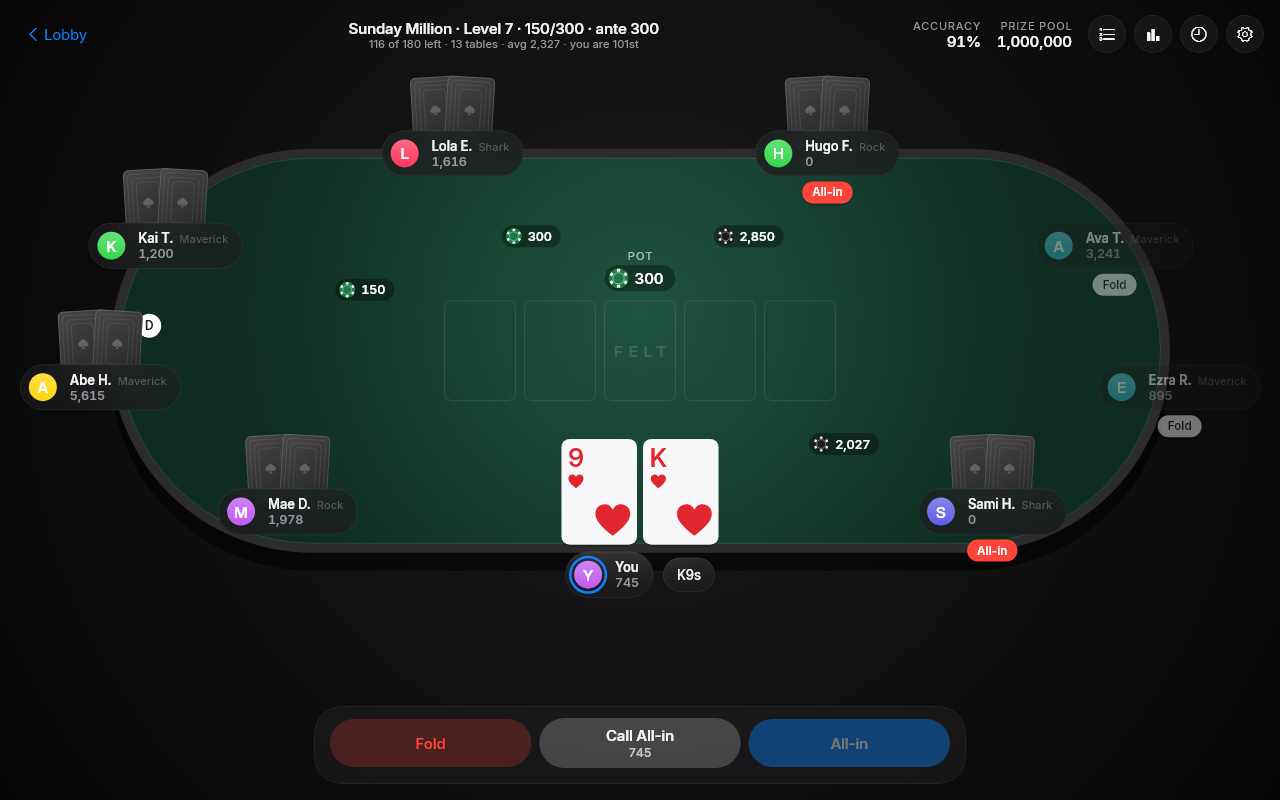 Lobby
Sunday Million · Level 7 · 150/300 · ante 300
116 of 180 left · 13 tables · avg 2,327 · you are 101st
ACCURACY
91%
PRIZE POOL
1,000,000
L
Lola E. Shark
1,616
H
Hugo F. Rock
0
All-in
K
Kai T. Maverick
1,200
A
Ava T. Maverick
3,241
Fold
300
2,850
POT
300
150
D
FELT
A
Abe H. Maverick
5,615
E
Ezra R. Maverick
895
Fold
2,027
9
K
M
Mae D. Rock
1,978
S
Sami H. Shark
0
All-in
Y
You
745
K9s
Fold
Call All-in
745
All-in